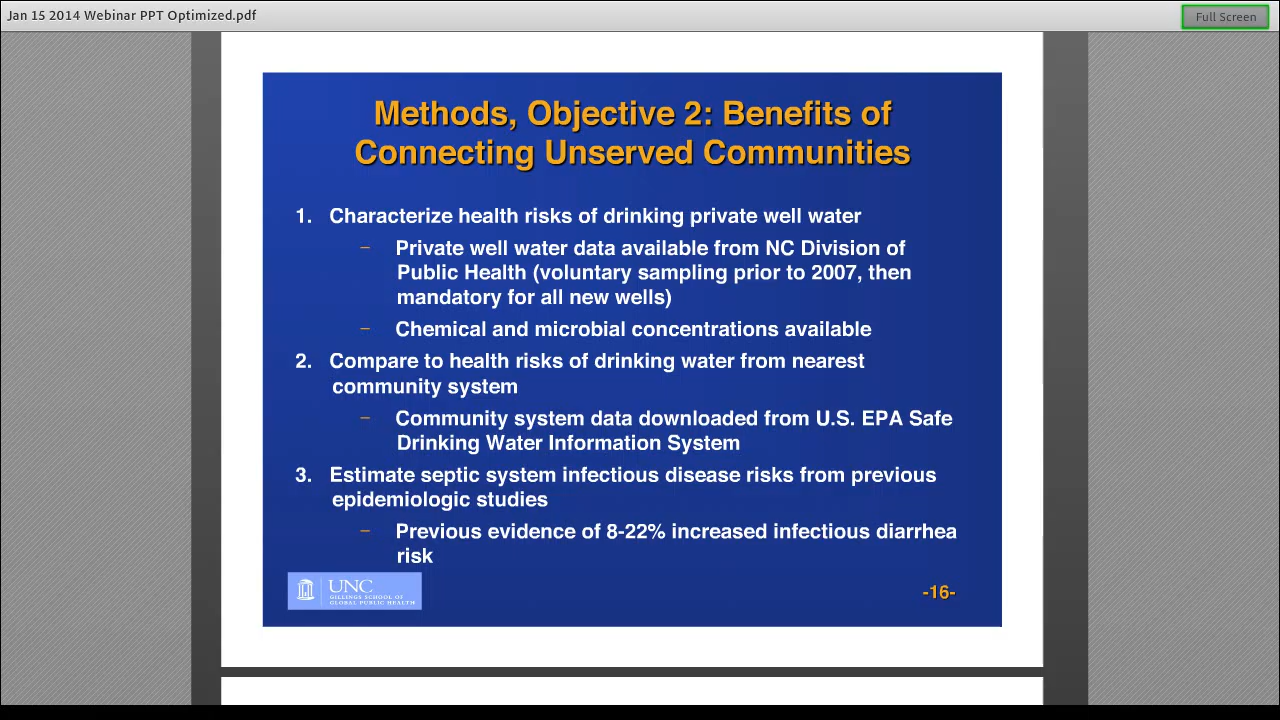 Jan 15 2014 Webinar PPT Optimized.pdf
Full Screen
Methods, Objective 2: Benefits of
Connecting Unserved Communities
1. Characterize health risks of drinking private well water
– Private well water data available from NC Division of
Public Health (voluntary sampling prior to 2007, then
mandatory for all new wells)
– Chemical and microbial concentrations available
2. Compare to health risks of drinking water from nearest
community system
– Community system data downloaded from U.S. EPA Safe
Drinking Water Information System
3. Estimate septic system infectious disease risks from previous
epidemiologic studies
– Previous evidence of 8-22% increased infectious diarrhea
risk
UNC
GILLINGS SCHOOL OF
GLOBAL PUBLIC HEALTH
-16-